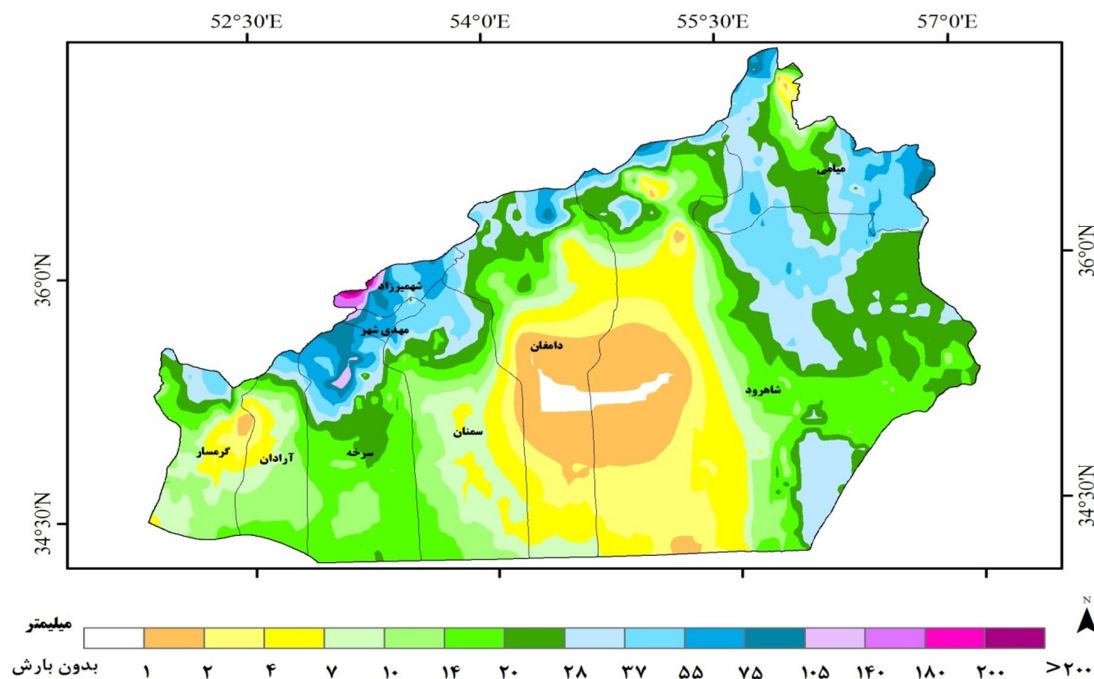 52°30'E 54°0'E 55°30'E 57°0'E
میامی
36°0'N
36°0'N
شهمیرزاد
مهدی شهر
دامغان
شاهرود
سمنان
گرمسار
آرادان
سرخه
34°30'N
34°30'N
N
میلیمتر
بدون بارش ۱ ۲ ۴ ۷ ۱۰ ۱۴ ۲۰ ۲۸ ۳۷ ۵۵ ۷۵ ۱۰۵ ۱۴۰ ۱۸۰ ۲۰۰ >۲۰۰